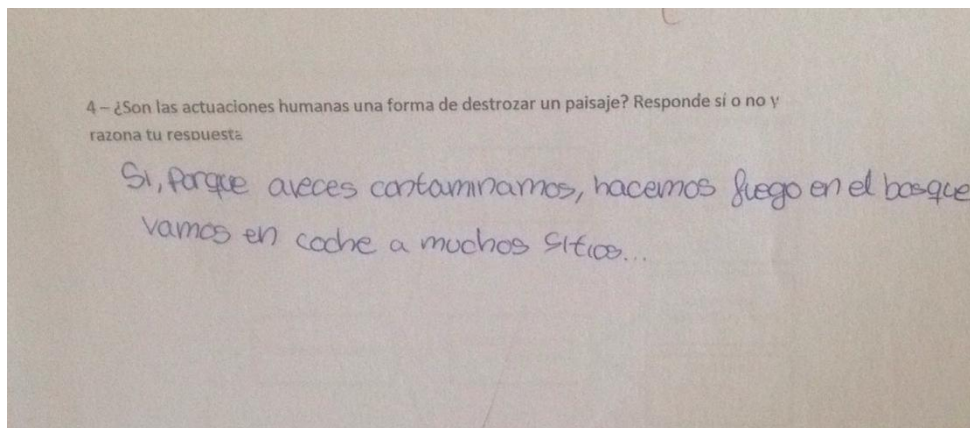 4 – ¿Son las actuaciones humanas una forma de destrozar un paisaje? Responde sí o no y
razona tu respuesta
Si, Porque aveces contaminamos, hacemos fuego en el bosque
vamos en coche a muchos sitios...